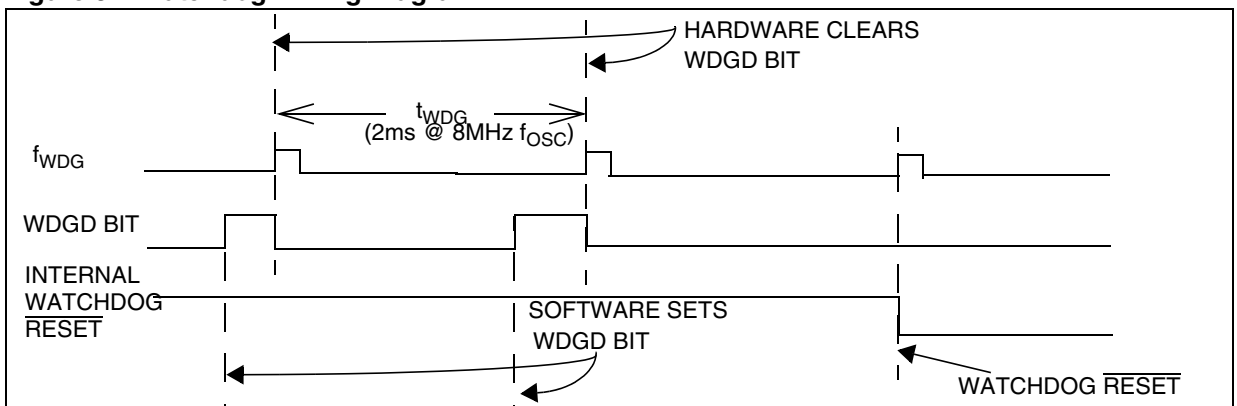 HARDWARE CLEARS
WDGD BIT
tWDG
(2ms @ 8MHz fOSC)
fWDG
WDGD BIT
INTERNAL
WATCHDOG
RESET
SOFTWARE SETS
WDGD BIT
WATCHDOG RESET